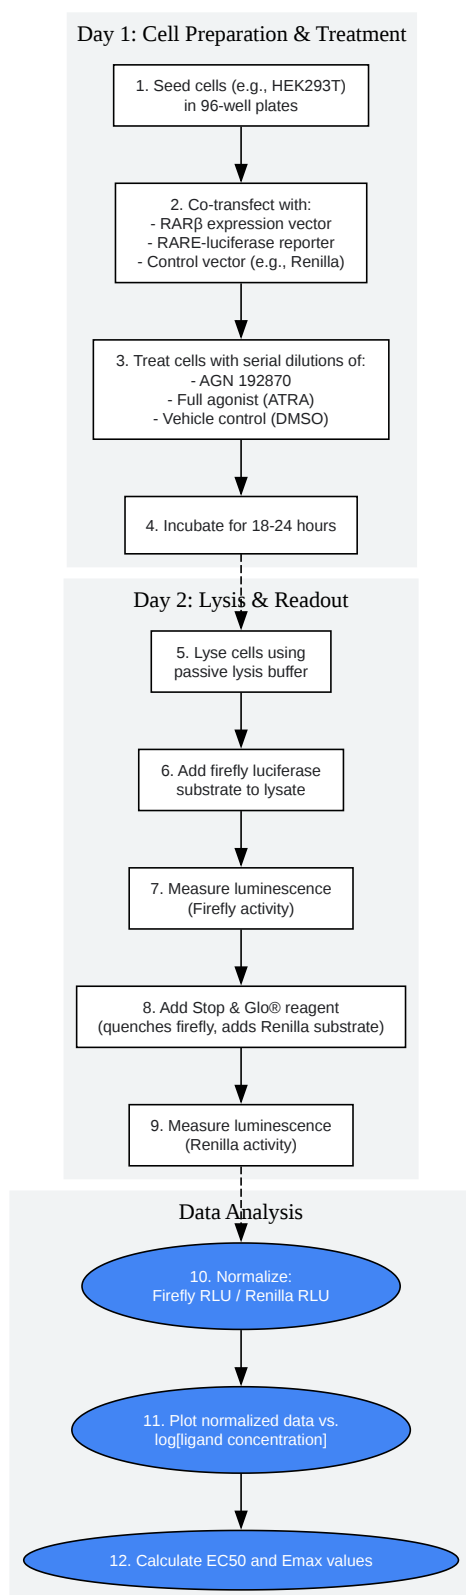 Day 1: Cell Preparation & Treatment
1. Seed cells (e.g., HEK293T)
in 96-well plates
2. Co-transfect with:
- RARβ expression vector
- RARE-luciferase reporter
- Control vector (e.g., Renilla)
3. Treat cells with serial dilutions of:
- AGN 192870
- Full agonist (ATRA)
- Vehicle control (DMSO)
4. Incubate for 18-24 hours
Day 2: Lysis & Readout
5. Lyse cells using
passive lysis buffer
6. Add firefly luciferase
substrate to lysate
7. Measure luminescence
(Firefly activity)
8. Add Stop & Glo® reagent
(quenches firefly, adds Renilla substrate)
9. Measure luminescence
(Renilla activity)
Data Analysis
10. Normalize:
Firefly RLU / Renilla RLU
11. Plot normalized data vs.
log[ligand concentration]
12. Calculate EC50 and Emax values